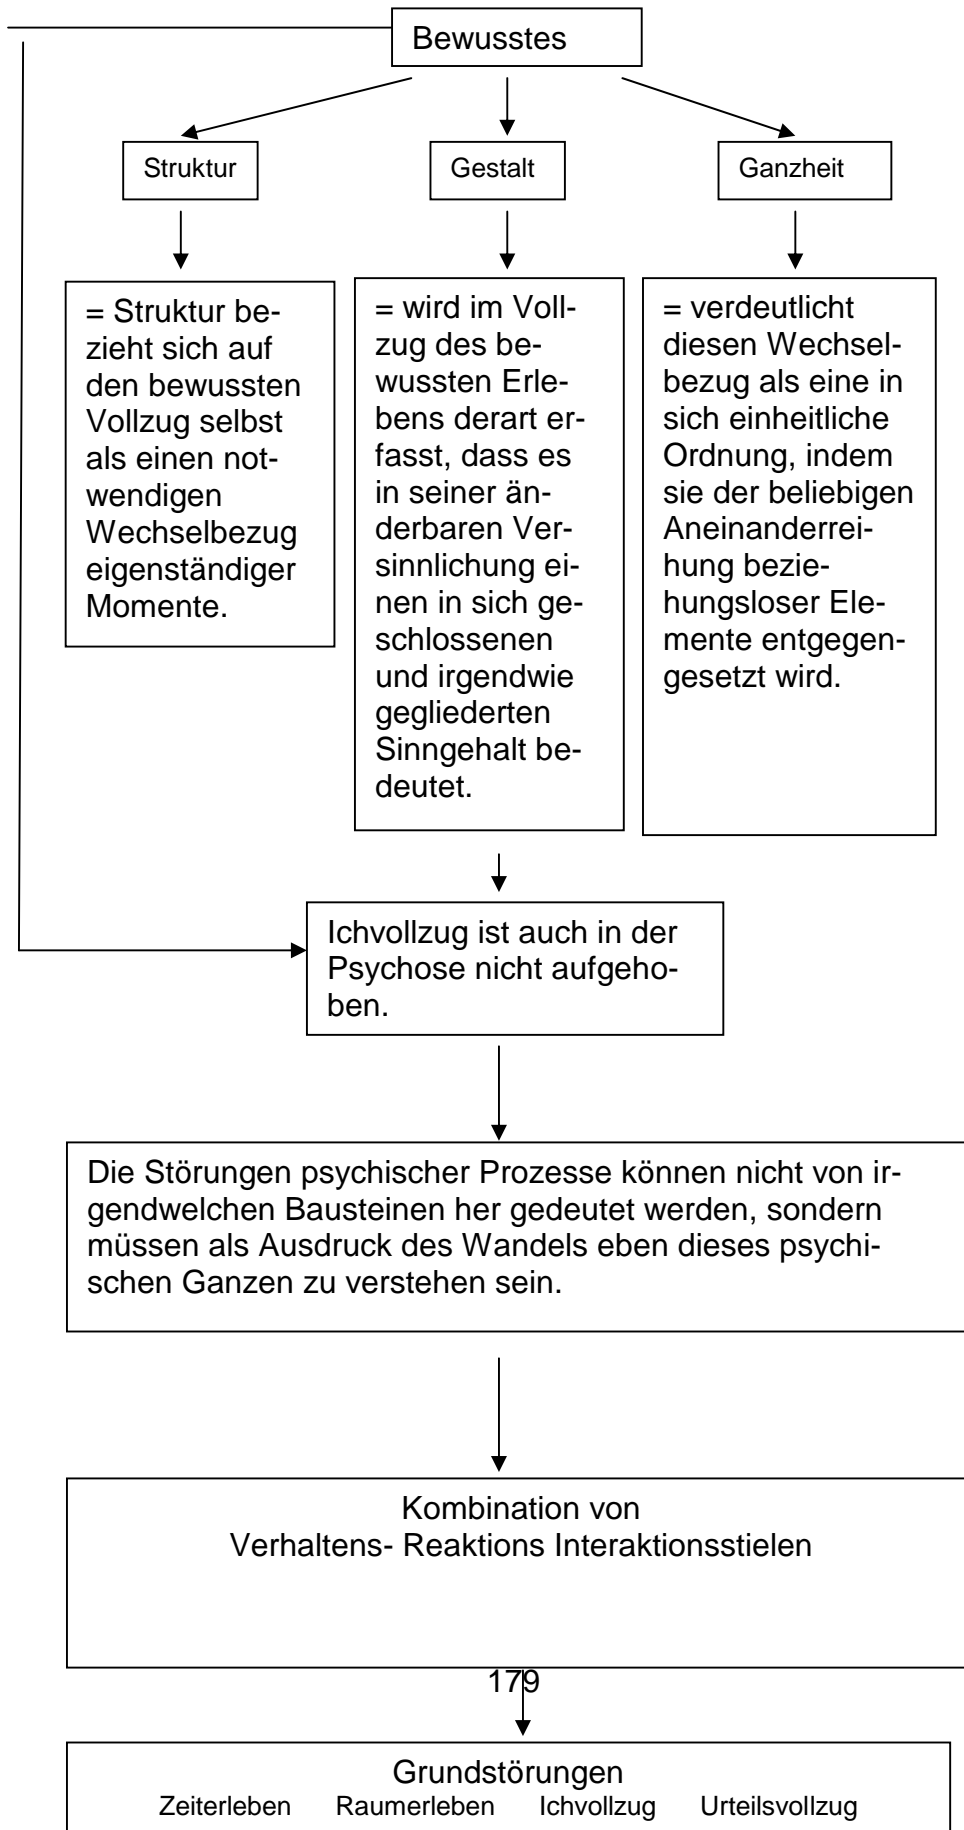 Bewusstes
Struktur
Gestalt
Ganzheit
= Struktur be-
zieht sich auf
den bewussten
Vollzug selbst
als einen not-
wendigen
Wechselbezug
eigenständiger
Momente.
= wird im Voll-
zug des be-
wussten Erle-
bens derart er-
fasst, dass es
in seiner än-
derbaren Ver-
sinnlichung ei-
nen in sich ge-
schlossenen
und irgendwie
gegliederten
Sinngehalt be-
deutet.
= verdeutlicht
diesen Wechsel-
bezug als eine in
sich einheitliche
Ordnung, indem
sie der beliebigen
Aneinanderrei-
hung bezie-
hungsloser Ele-
mente entgegen-
gesetzt wird.
Ichvollzug ist auch in der
Psychose nicht aufgeho-
ben.
Die Störungen psychischer Prozesse können nicht von ir-
gendwelchen Bausteinen her gedeutet werden, sondern
müssen als Ausdruck des Wandels eben dieses psychi-
schen Ganzen zu verstehen sein.
Kombination von
Verhaltens- Reaktions Interaktionsstielen
179
Grundstörungen
Zeiterleben Raumerleben Ichvollzug Urteilsvollzug